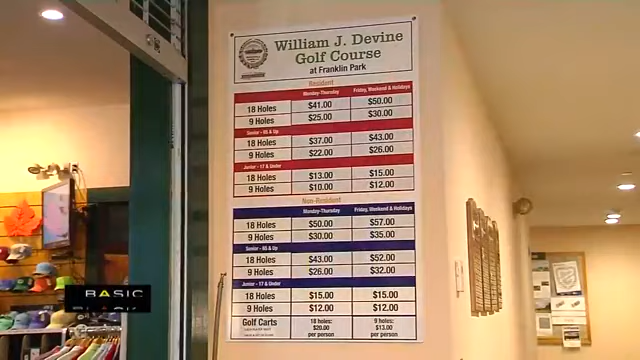 William J. Devine
Golf Course
at Franklin Park
Resident
Monday-Thursday Friday, Weekend & Holidays
18 Holes $41.00 $50.00
9 Holes $25.00 $30.00
Senior - 65 & Up
18 Holes $37.00 $43.00
9 Holes $22.00 $26.00
Junior - 17 & Under
18 Holes $13.00 $15.00
9 Holes $10.00 $12.00
Non-Resident
Monday-Thursday Friday, Weekend & Holidays
18 Holes $50.00 $57.00
9 Holes $30.00 $35.00
Senior - 65 & Up
18 Holes $43.00 $52.00
9 Holes $26.00 $32.00
Junior - 17 & Under
18 Holes $15.00 $15.00
9 Holes $12.00 $12.00
Golf Carts 18 holes: 9 holes:
$20.00 $13.00
per person per person
BASIC
BLACK